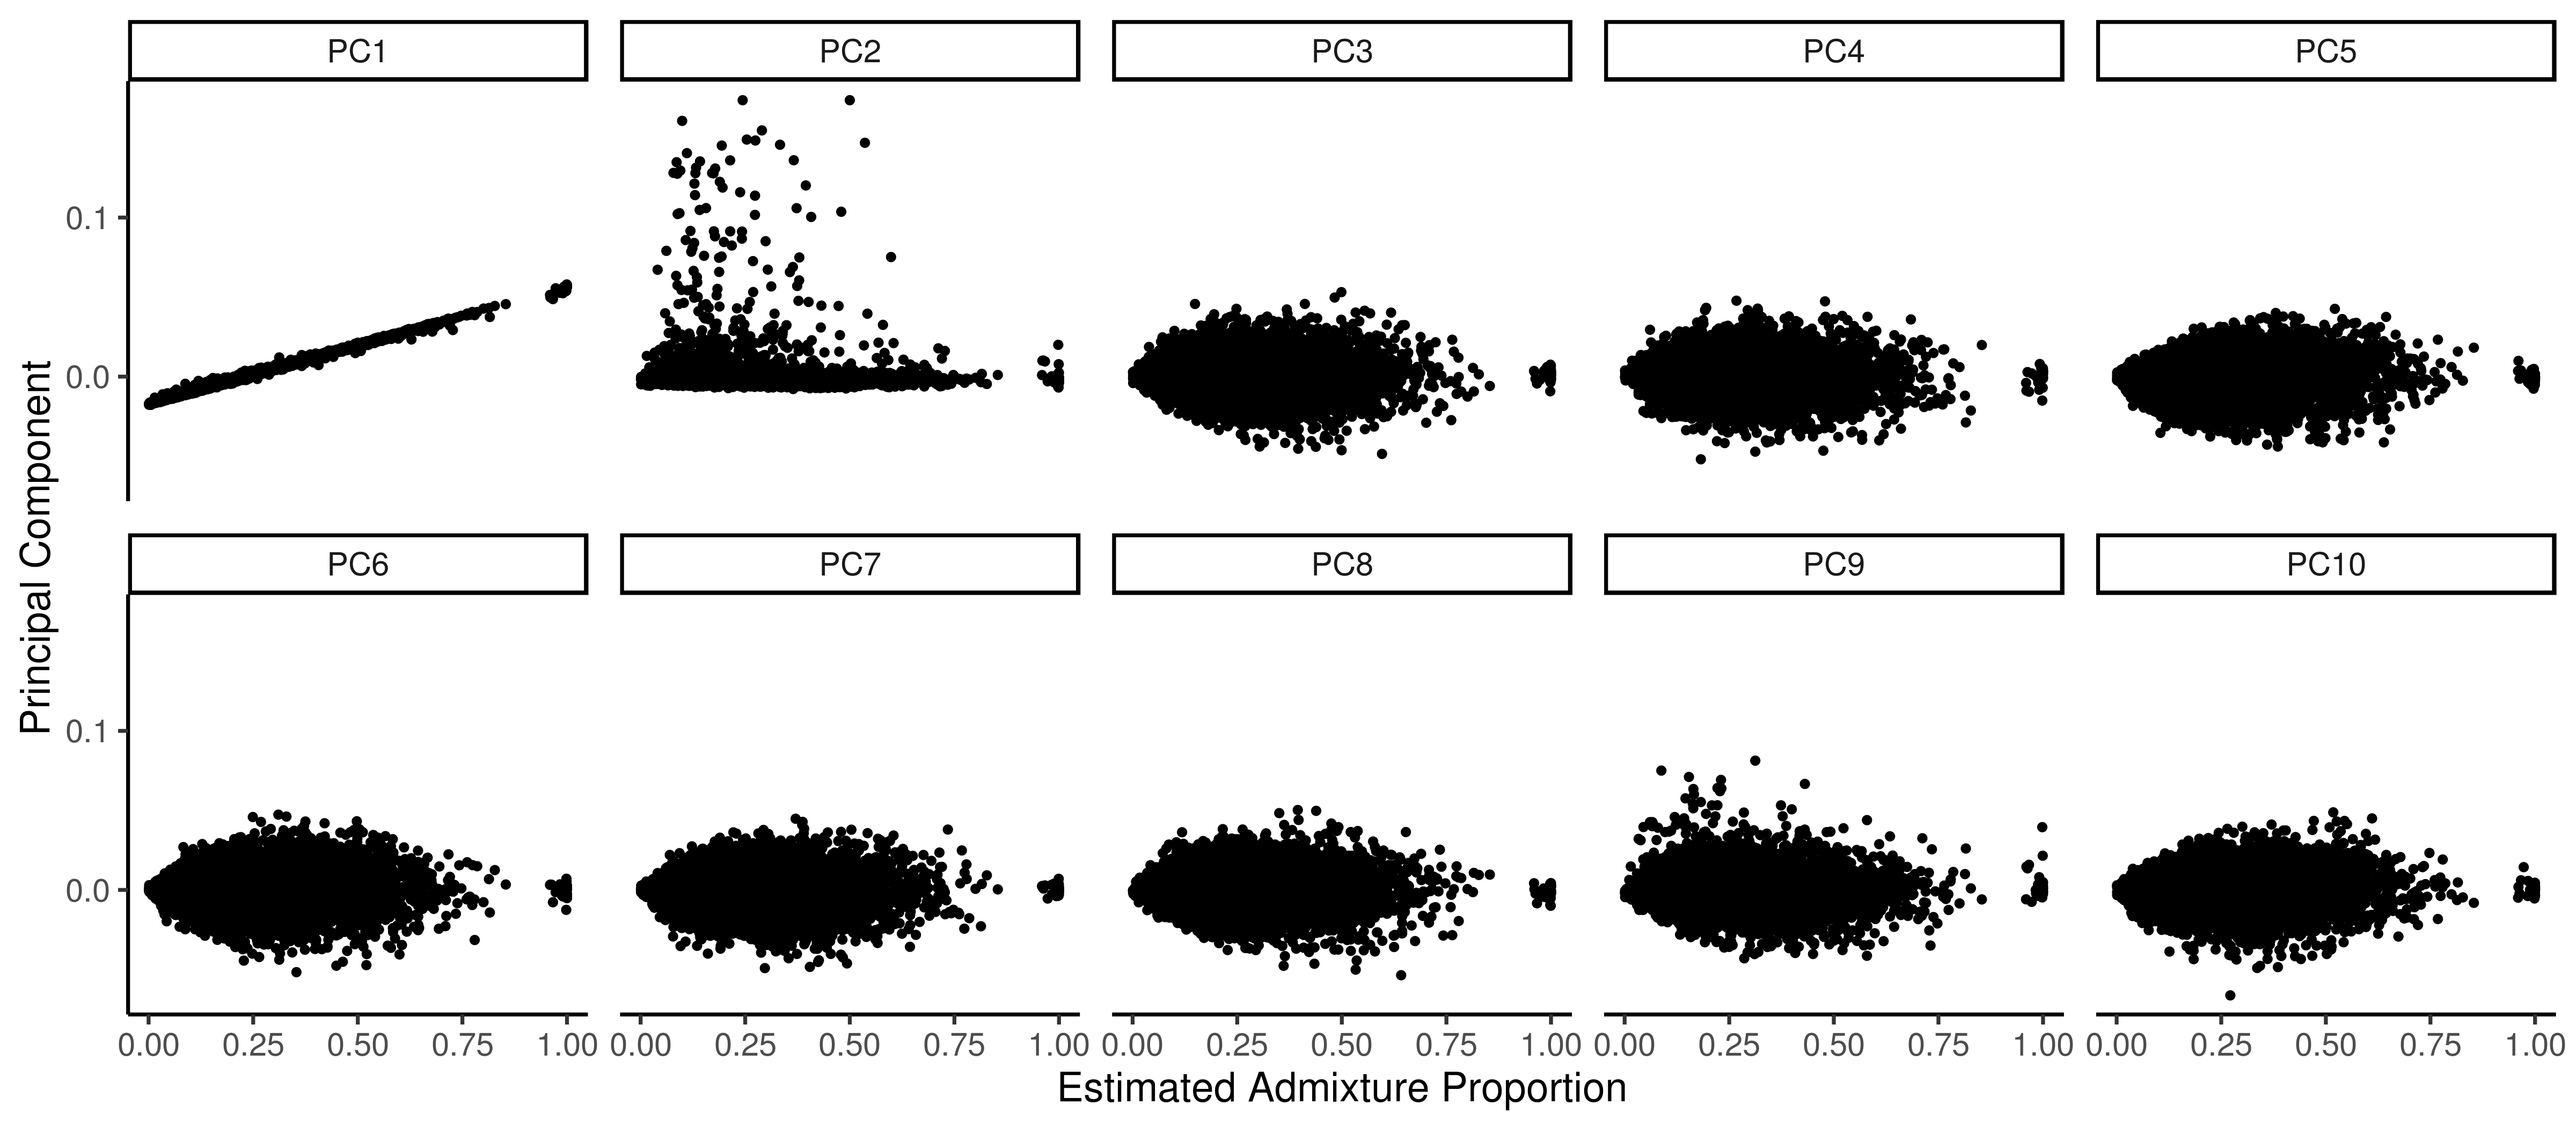 PC1 PC2 PC3 PC4 PC5
0.1
0.0
Principal Component
PC6 PC7 PC8 PC9 PC10
0.1
0.0
0.00 0.25 0.50 0.75 1.00 0.00 0.25 0.50 0.75 1.00 0.00 0.25 0.50 0.75 1.00 0.00 0.25 0.50 0.75 1.00 0.00 0.25 0.50 0.75 1.00
Estimated Admixture Proportion